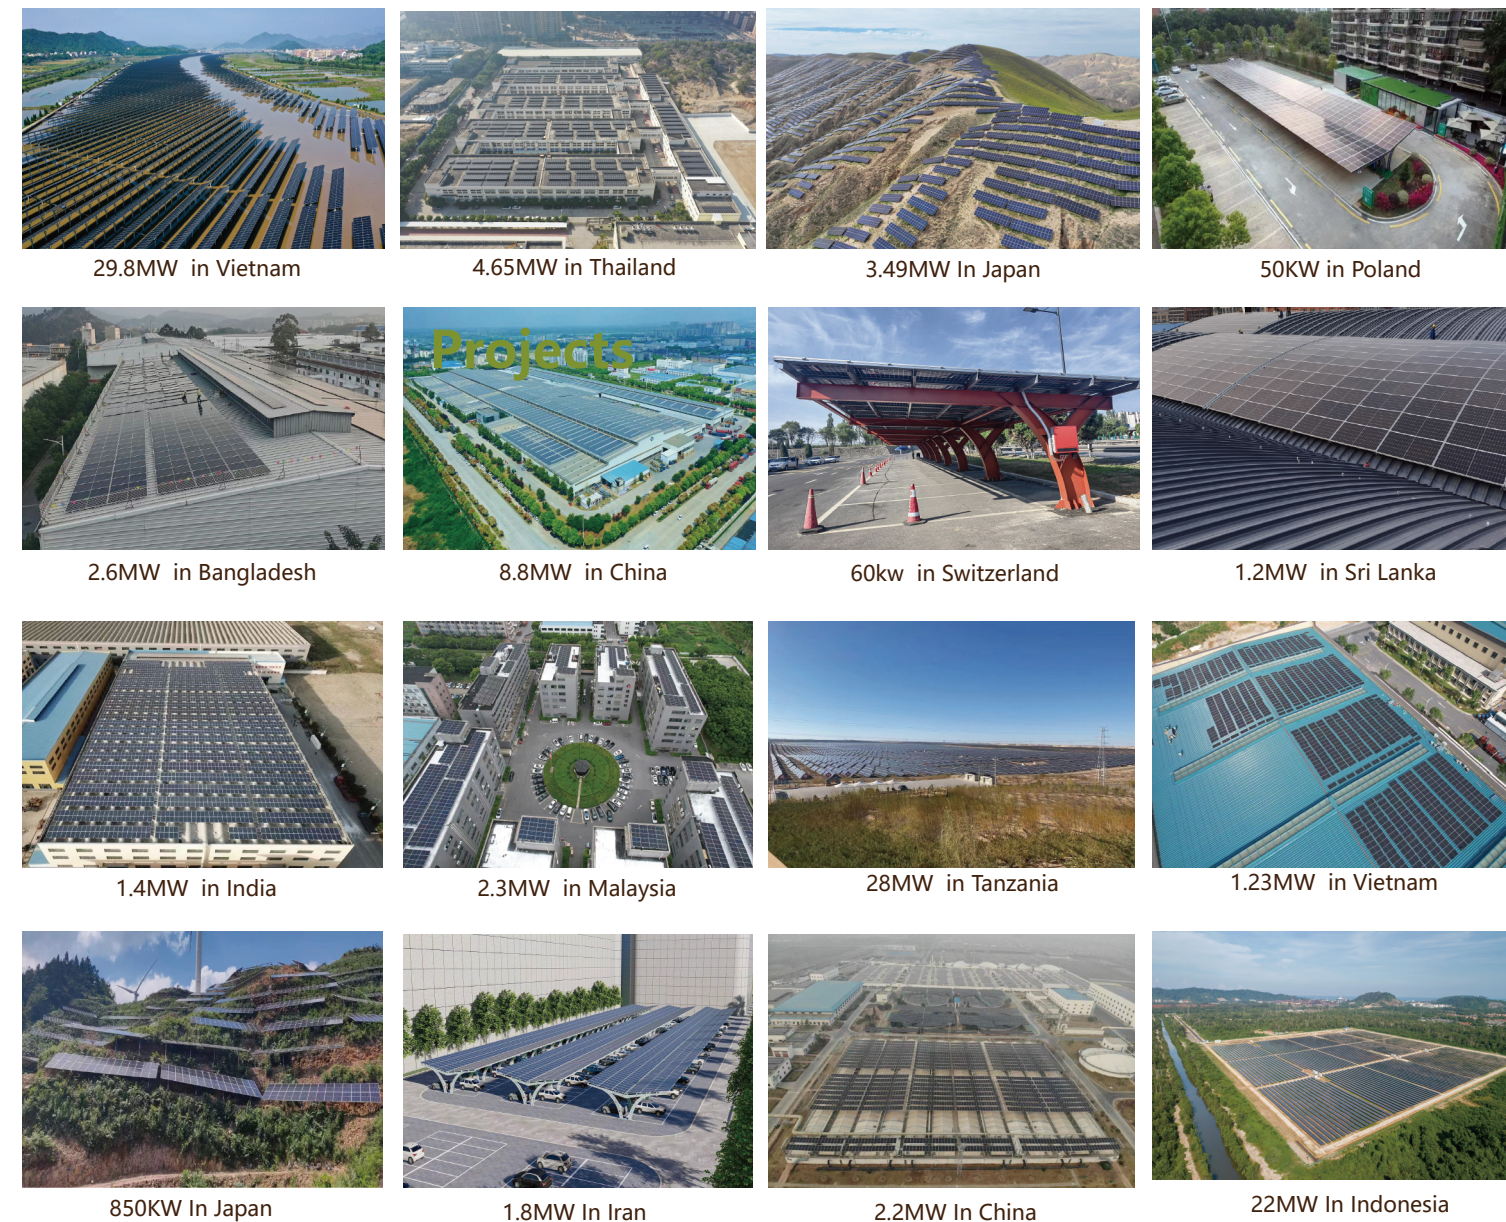 29.8MW in Vietnam
4.65MW in Thailand
3.49MW In Japan
50KW in Poland
Projects
2.6MW in Bangladesh
8.8MW in China
60kw in Switzerland
1.2MW in Sri Lanka
1.4MW in India
2.3MW in Malaysia
28MW in Tanzania
1.23MW in Vietnam
850KW In Japan
1.8MW In Iran
2.2MW In China
22MW In Indonesia